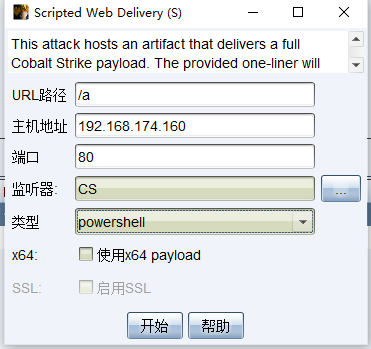 Scripted Web Delivery (S)
This attack hosts an artifact that delivers a full
Cobalt Strike payload. The provided one-liner will
URL路径 /a
主机地址 192.168.174.160
端口 80
监听器: CS ...
类型 powershell
x64: 使用x64 payload
SSL: 启用SSL
开始 帮助